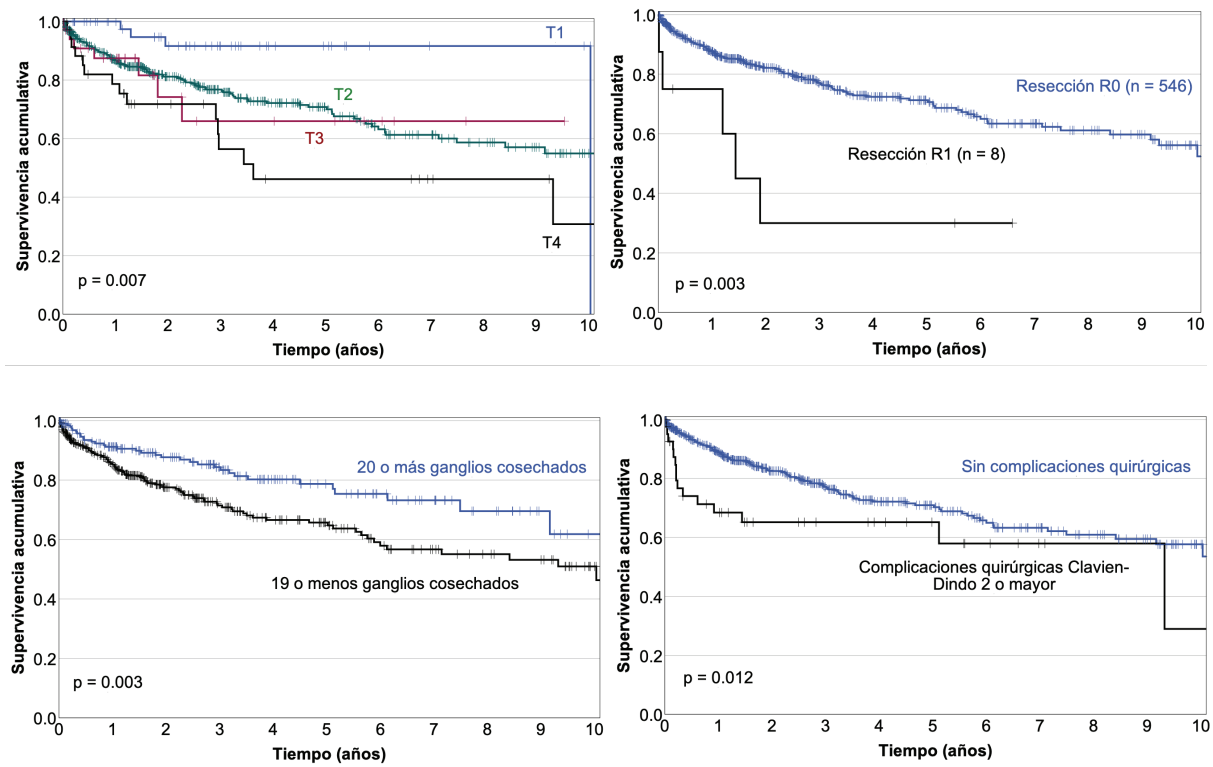 Supervivencia acumulativa
1.0
0.8
0.6
0.4
0.2
0.0
T1
T2
T3
T4
p = 0.007
0 1 2 3 4 5 6 7 8 9 10
Tiempo (años)
Supervivencia acumulativa
1.0
0.8
0.6
0.4
0.2
0.0
Resección R0 (n = 546)
Resección R1 (n = 8)
p = 0.003
0 1 2 3 4 5 6 7 8 9 10
Tiempo (años)
Supervivencia acumulativa
1.0
0.8
0.6
0.4
0.2
0.0
20 o más ganglios cosechados
19 o menos ganglios cosechados
p = 0.003
0 1 2 3 4 5 6 7 8 9 10
Tiempo (años)
Supervivencia acumulativa
1.0
0.8
0.6
0.4
0.2
0.0
Sin complicaciones quirúrgicas
Complicaciones quirúrgicas Clavien-
Dindo 2 o mayor
p = 0.012
0 1 2 3 4 5 6 7 8 9 10
Tiempo (años)